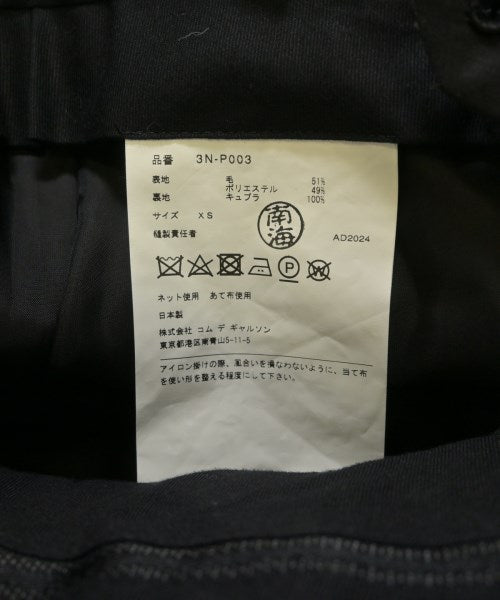 品番 3N-P003
表地 毛 51%
ポリエステル 49%
裏地 キュプラ 100%
サイズ XS
縫製責任者 南海 AD2024
P W
ネット使用 あて布使用
日本製
株式会社 コム デ ギャルソン
東京都港区南青山5-11-5
アイロン掛けの際、風合いを損なわないように、当て布
を使い形を整える程度にして下さい。